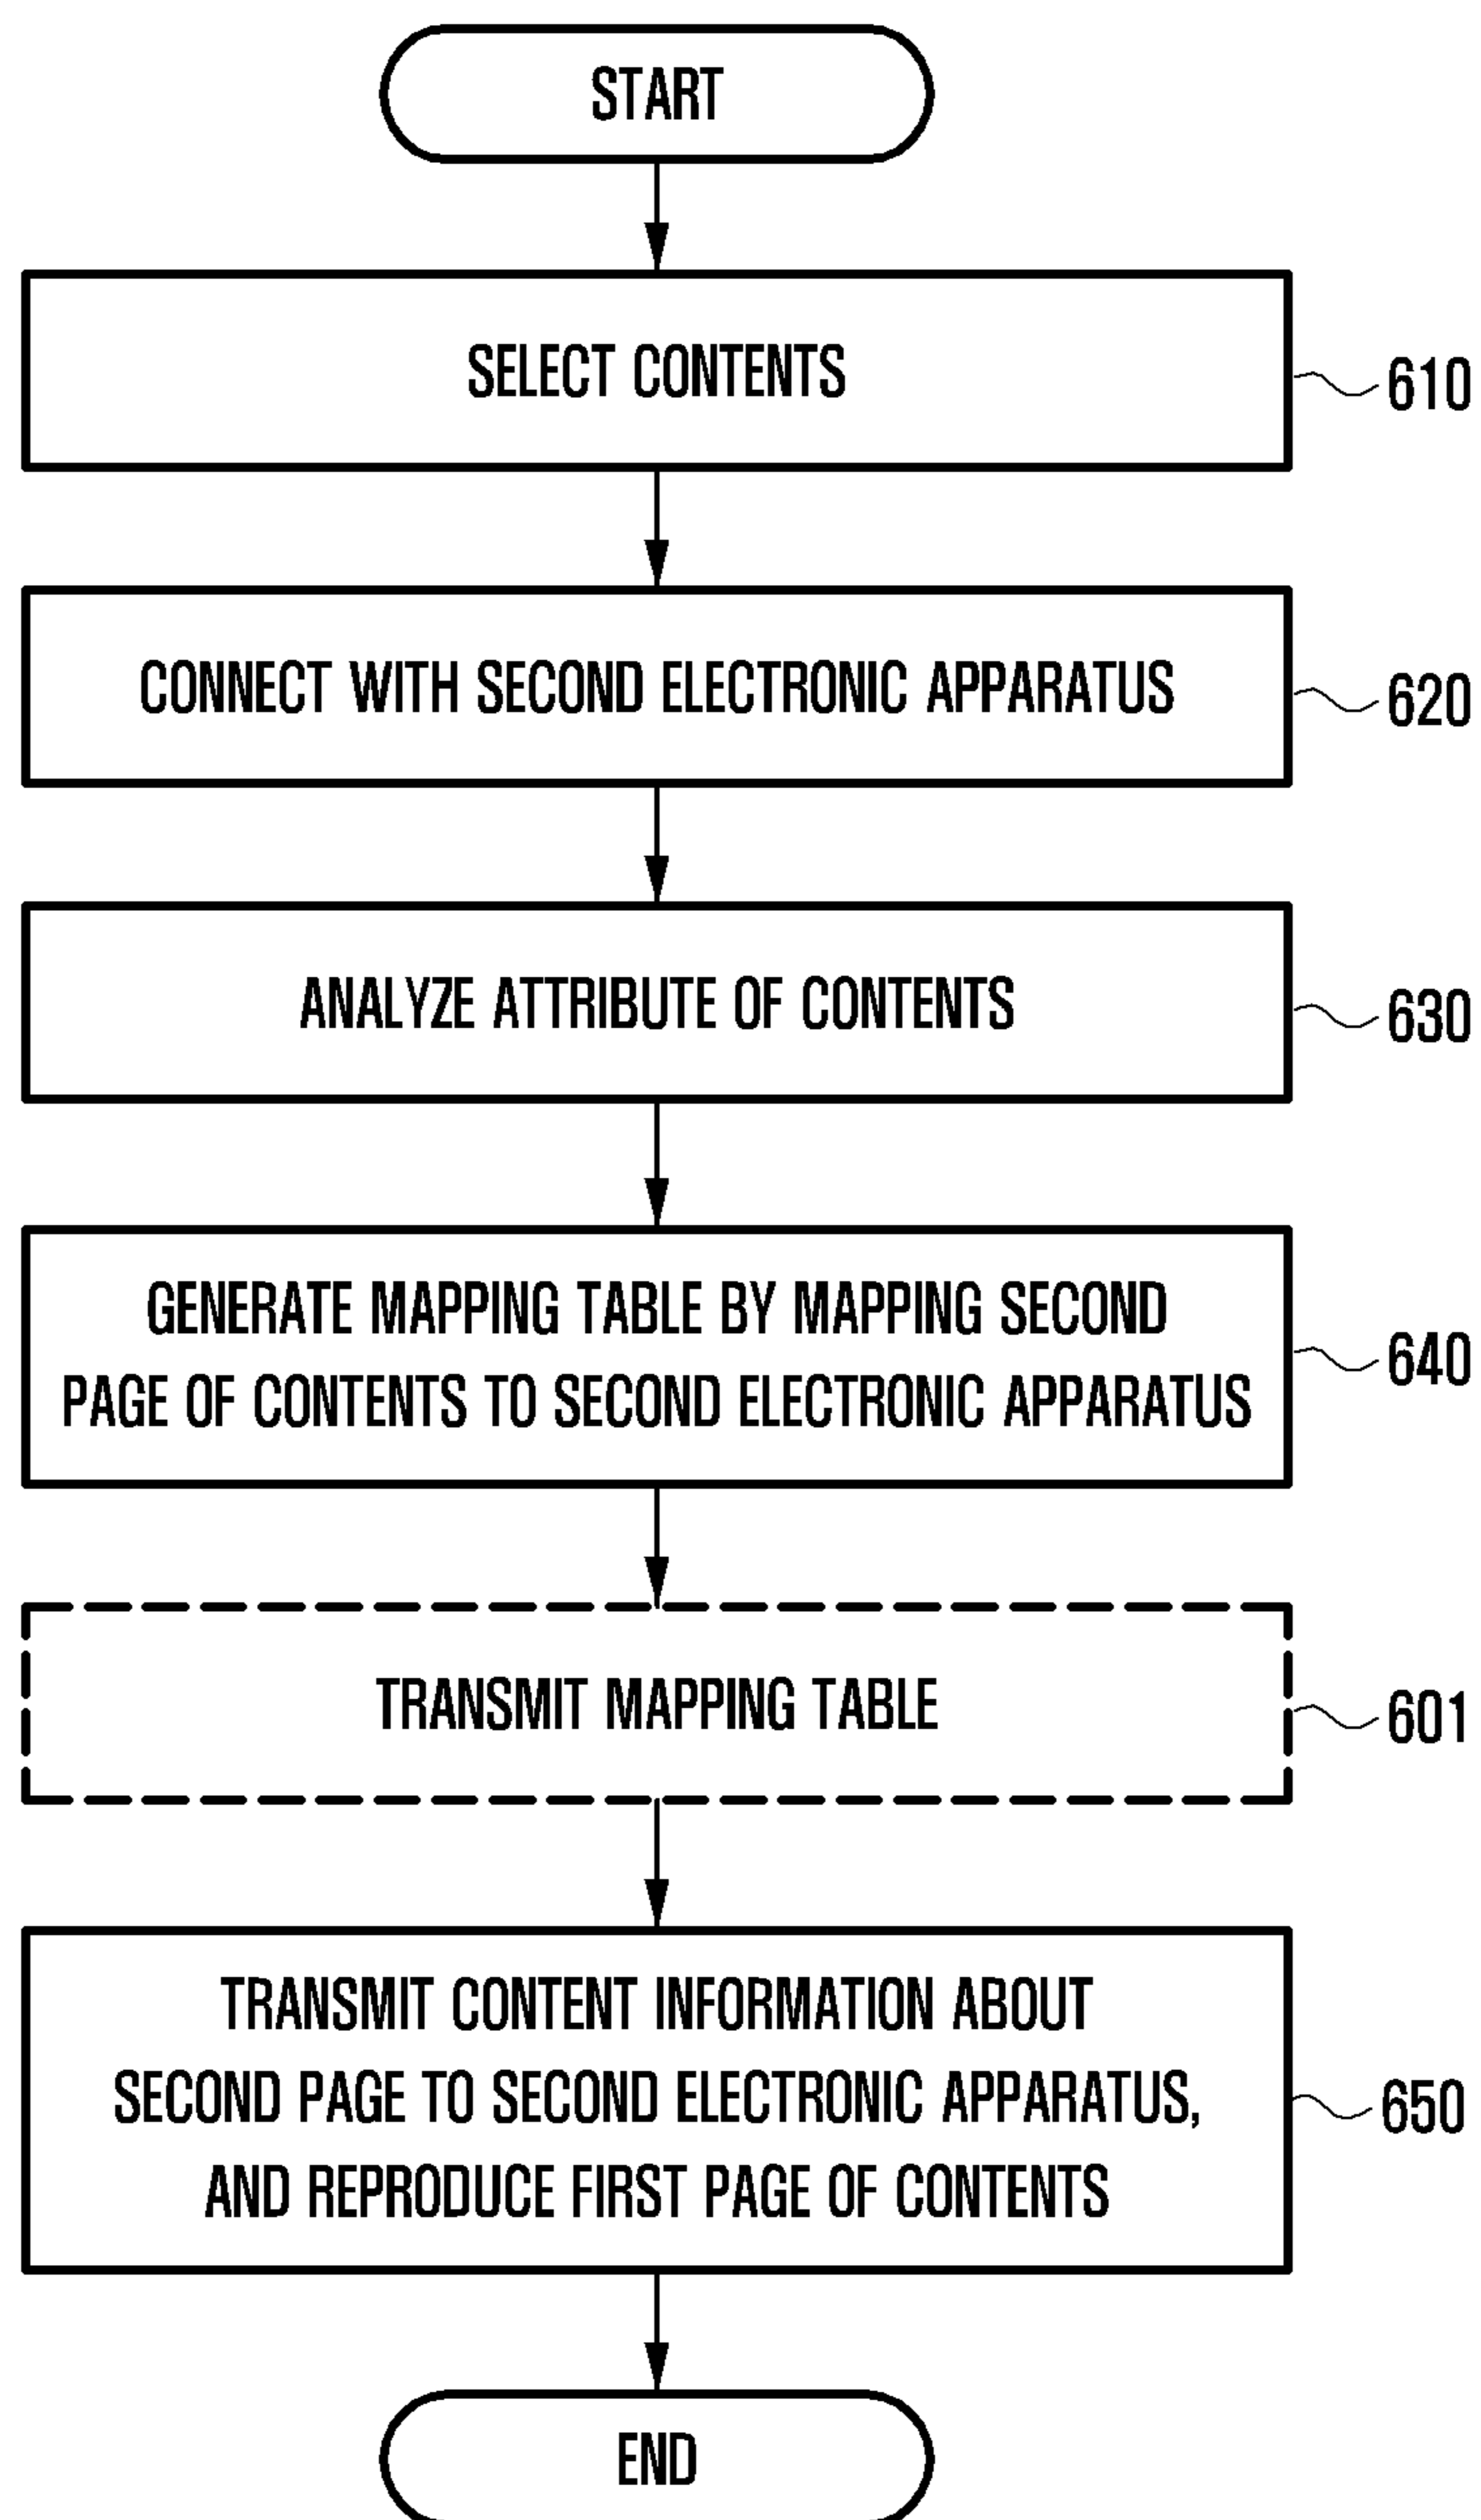 START
SELECT CONTENTS
610
CONNECT WITH SECOND ELECTRONIC APPARATUS
620
ANALYZE ATTRIBUTE OF CONTENTS
630
GENERATE MAPPING TABLE BY MAPPING SECOND
PAGE OF CONTENTS TO SECOND ELECTRONIC APPARATUS
640
TRANSMIT MAPPING TABLE
601
TRANSMIT CONTENT INFORMATION ABOUT
SECOND PAGE TO SECOND ELECTRONIC APPARATUS,
AND REPRODUCE FIRST PAGE OF CONTENTS
650
END